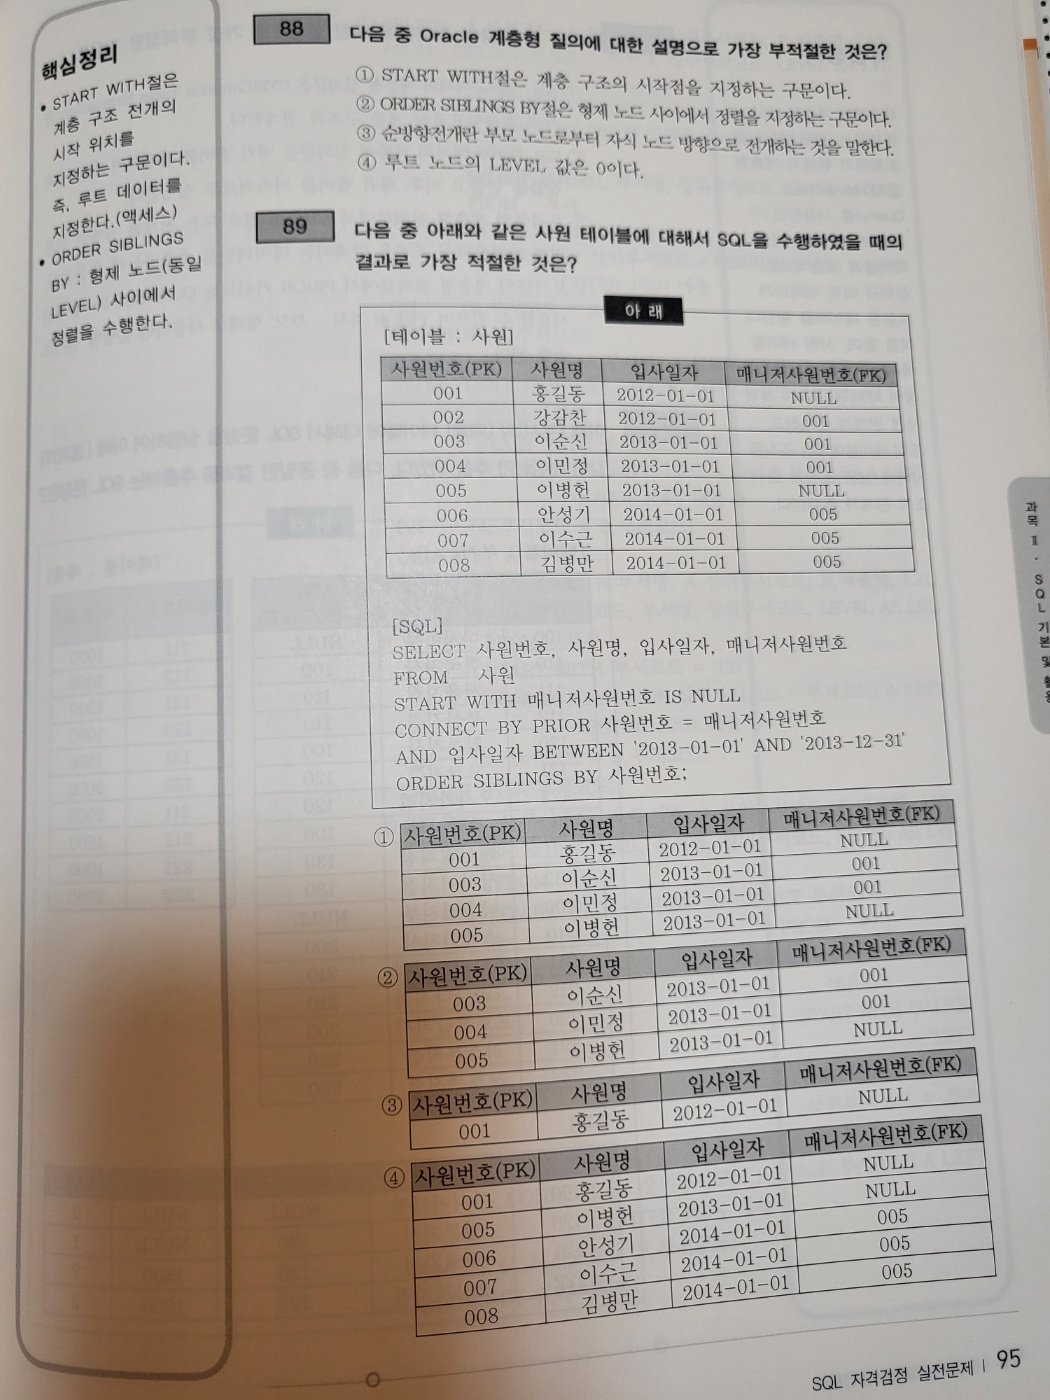 핵심정리
• START WITH절은
계층 구조 전개의
시작 위치를
지정하는 구문이다.
즉, 루트 데이터를
지정한다.(액세스)
• ORDER SIBLINGS
BY : 형제 노드(동일
LEVEL) 사이에서
정렬을 수행한다.
88 다음 중 Oracle 계층형 질의에 대한 설명으로 가장 부적절한 것은?
① START WITH절은 계층 구조의 시작점을 지정하는 구문이다.
② ORDER SIBLINGS BY절은 형제 노드 사이에서 정렬을 지정하는 구문이다.
③ 순방향전개란 부모 노드로부터 자식 노드 방향으로 전개하는 것을 말한다.
④ 루트 노드의 LEVEL 값은 0이다.
89 다음 중 아래와 같은 사원 테이블에 대해서 SQL을 수행하였을 때의
결과로 가장 적절한 것은?
아 래
[테이블 : 사원]
사원번호(PK) 사원명 입사일자 매니저사원번호(FK)
001 홍길동 2012-01-01 NULL
002 강감찬 2012-01-01 001
003 이순신 2013-01-01 001
004 이민정 2013-01-01 001
005 이병헌 2013-01-01 NULL
006 안성기 2014-01-01 005
007 이수근 2014-01-01 005
008 김병만 2014-01-01 005
[SQL]
SELECT 사원번호, 사원명, 입사일자, 매니저사원번호
FROM 사원
START WITH 매니저사원번호 IS NULL
CONNECT BY PRIOR 사원번호 = 매니저사원번호
AND 입사일자 BETWEEN '2013-01-01' AND '2013-12-31'
ORDER SIBLINGS BY 사원번호;
① 사원번호(PK) 사원명 입사일자 매니저사원번호(FK)
001 홍길동 2012-01-01 NULL
003 이순신 2013-01-01 001
004 이민정 2013-01-01 001
005 이병헌 2013-01-01 NULL
② 사원번호(PK) 사원명 입사일자 매니저사원번호(FK)
003 이순신 2013-01-01 001
004 이민정 2013-01-01 001
005 이병헌 2013-01-01 NULL
③ 사원번호(PK) 사원명 입사일자 매니저사원번호(FK)
001 홍길동 2012-01-01 NULL
④ 사원번호(PK) 사원명 입사일자 매니저사원번호(FK)
001 홍길동 2012-01-01 NULL
005 이병헌 2013-01-01 NULL
006 안성기 2014-01-01 005
007 이수근 2014-01-01 005
008 김병만 2014-01-01 005
과목 Ⅱ · SQL 기본 및 활용
SQL 자격검정 실전문제 | 95